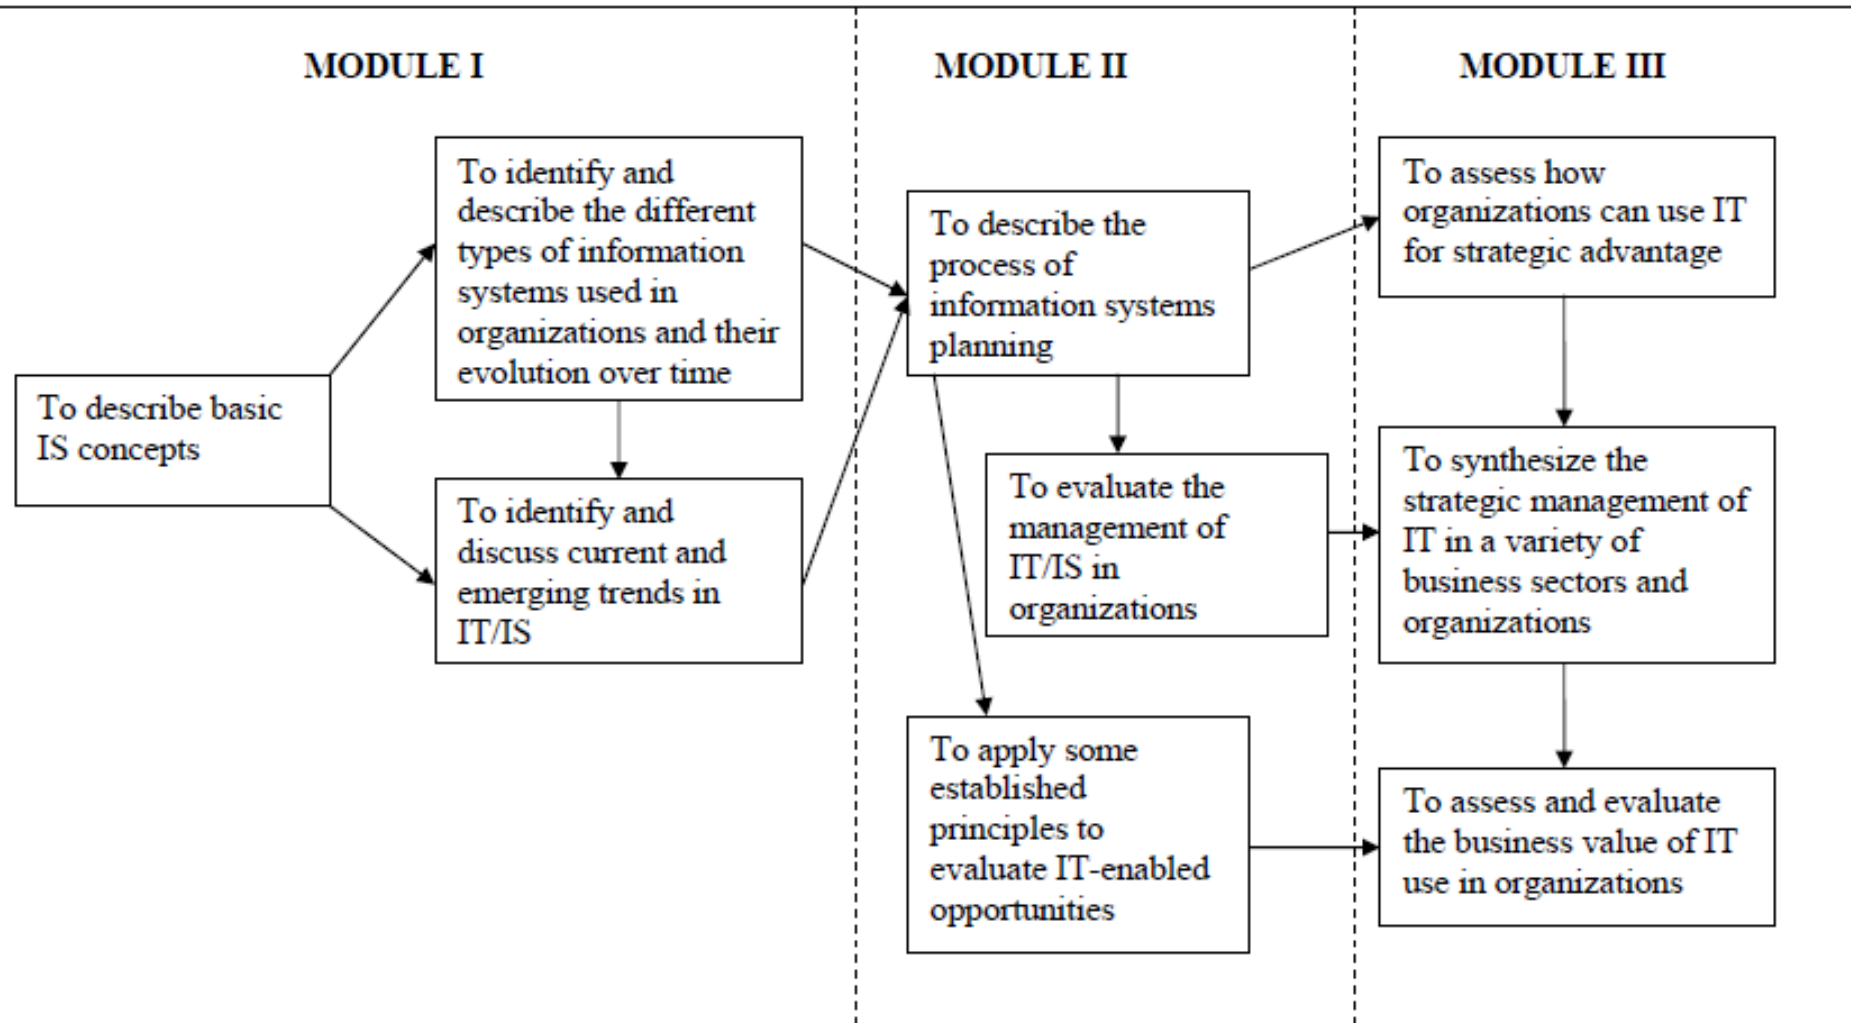 MODULE I
To describe basic
IS concepts
To identify and
describe the different
types of information
systems used in
organizations and their
evolution over time
To identify and
discuss current and
emerging trends in
IT/IS
MODULE II
To describe the
process of
information systems
planning
To evaluate the
management of
IT/IS in
organizations
To apply some
established
principles to
evaluate IT-enabled
opportunities
MODULE III
To assess how
organizations can use IT
for strategic advantage
To synthesize the
strategic management of
IT in a variety of
business sectors and
organizations
To assess and evaluate
the business value of IT
use in organizations